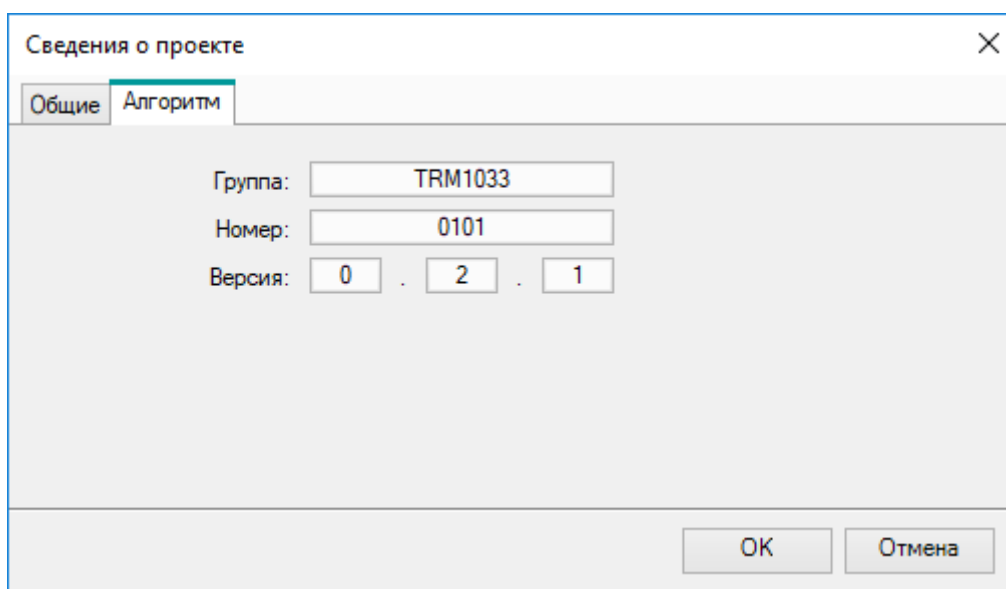 Сведения о проекте
Общие Алгоритм
Группа: TRM1033
Номер: 0101
Версия: 0 . 2 . 1
OK Отмена